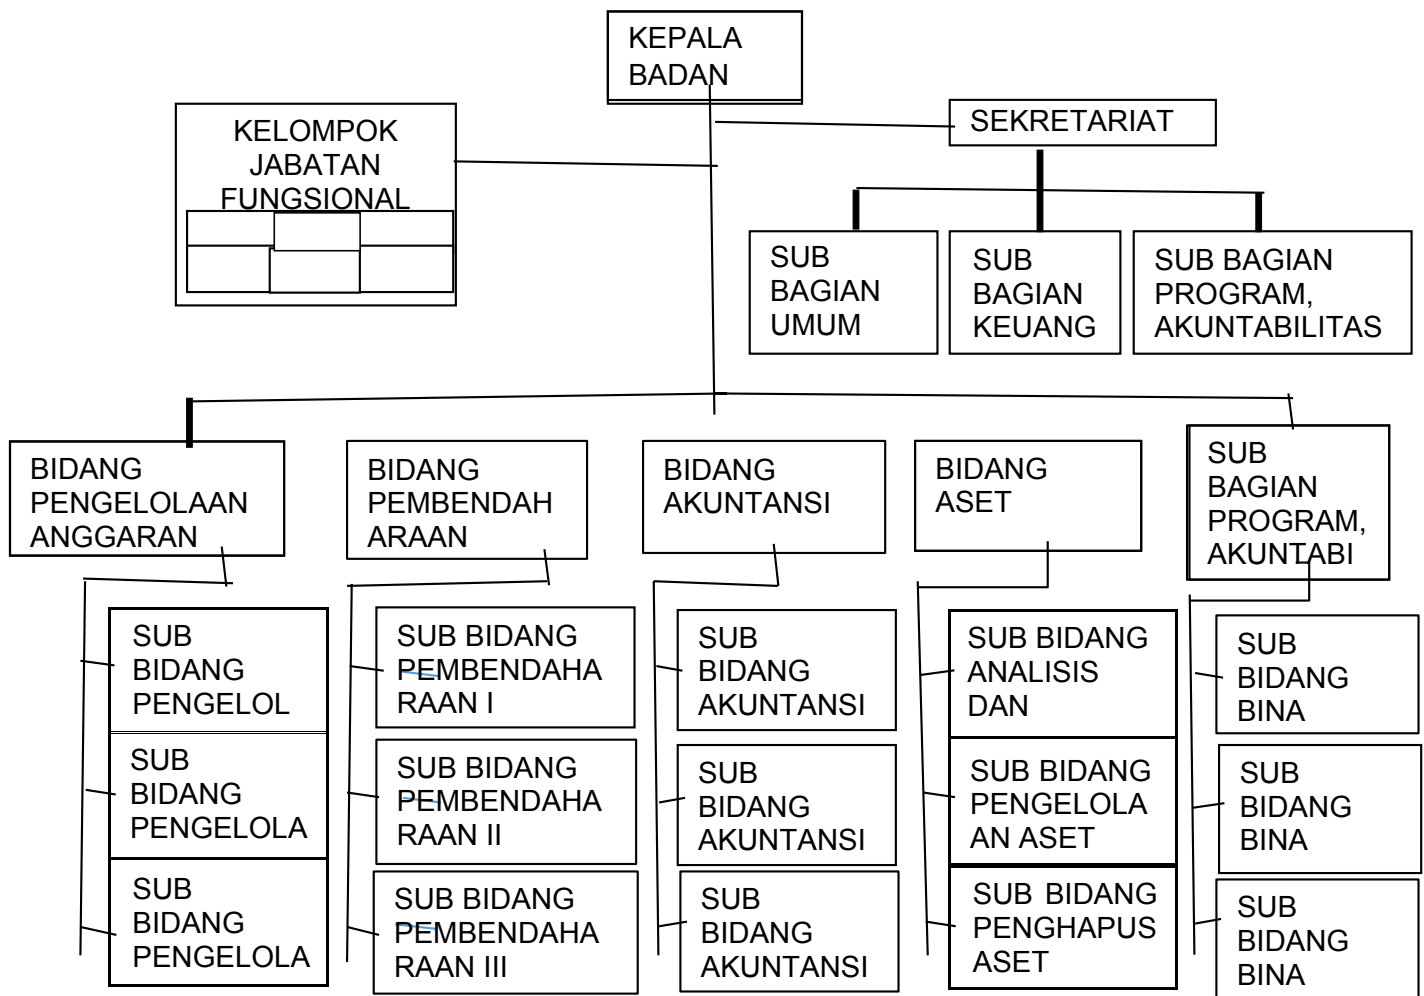 KEPALA
BADAN
SEKRETARIAT
KELOMPOK
JABATAN
FUNGSIONAL
SUB
BAGIAN
UMUM
SUB
BAGIAN
KEUANG
SUB BAGIAN
PROGRAM,
AKUNTABILITAS
BIDANG
PENGELOLAAN
ANGGARAN
BIDANG
PEMBENDAH
ARAAN
BIDANG
AKUNTANSI
BIDANG
ASET
SUB
BAGIAN
PROGRAM,
AKUNTABI
SUB
BIDANG
PENGELOL
SUB
BIDANG
PENGELOLA
SUB
BIDANG
PENGELOLA
SUB BIDANG
PEMBENDAHA
RAAN I
SUB BIDANG
PEMBENDAHA
RAAN II
SUB BIDANG
PEMBENDAHA
RAAN III
SUB
BIDANG
AKUNTANSI
SUB
BIDANG
AKUNTANSI
SUB
BIDANG
AKUNTANSI
SUB BIDANG
ANALISIS
DAN
SUB BIDANG
PENGELOLA
AN ASET
SUB BIDANG
PENGHAPUS
ASET
SUB
BIDANG
BINA
SUB
BIDANG
BINA
SUB
BIDANG
BINA